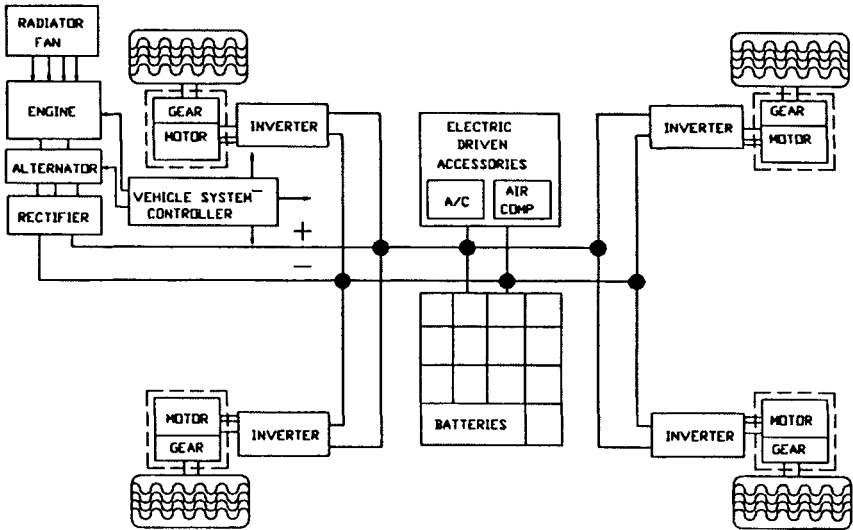 RADIATOR
FAN
ENGINE
ALTERNATOR
RECTIFIER
GEAR
MOTOR
INVERTER
VEHICLE SYSTEM
CONTROLLER
+
−
−
ELECTRIC
DRIVEN
ACCESSORIES
A/C
AIR
COMP
INVERTER
GEAR
MOTOR
MOTOR
GEAR
INVERTER
BATTERIES
INVERTER
MOTOR
GEAR